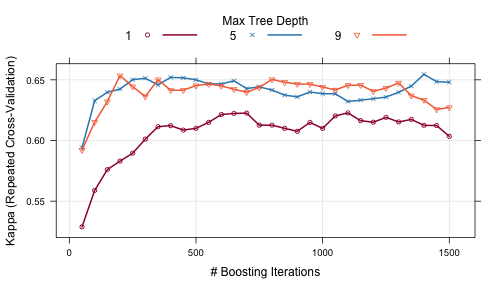 Max Tree Depth
1 5 9
Kappa (Repeated Cross-Validation)
0.65
0.60
0.55
0 500 1000 1500
# Boosting Iterations